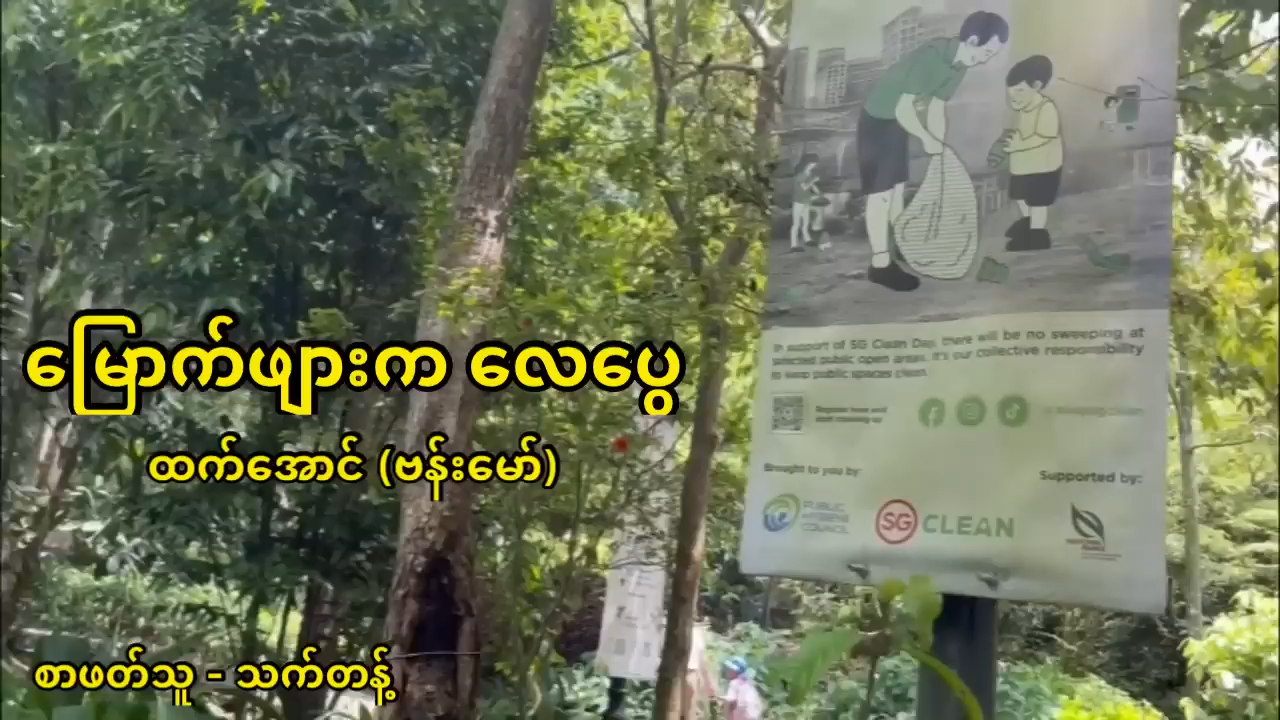 မြောက်ဖျားက လေပွေ
ထက်အောင် (ဗန်းမော်)
စာဖတ်သူ - သက်တန့်
In support of SG Clean Day, there will be no sweeping at
selected public open areas. It's our collective responsibility
to keep public spaces clean.
Register here and
Brought to you by:
Supported by:
PUBLIC
HYGIENE
COUNCIL
SG CLEAN